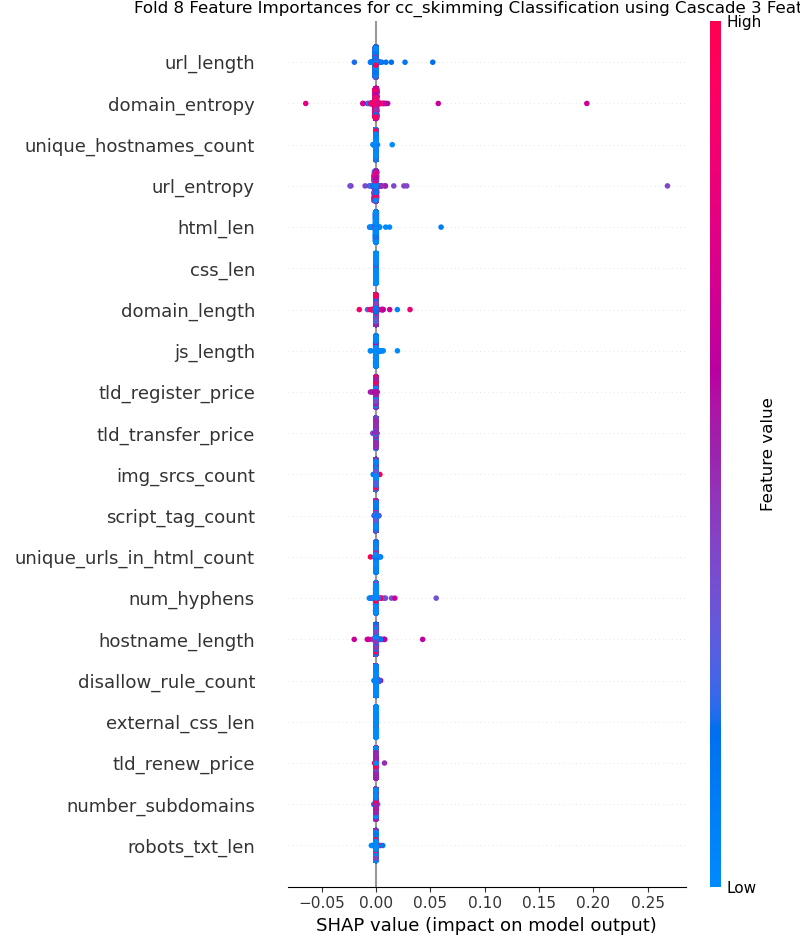 Fold 8 Feature Importances for cc_skimming Classification using Cascade 3 Feat
High
url_length
domain_entropy
unique_hostnames_count
url_entropy
html_len
css_len
domain_length
js_length
tld_register_price
tld_transfer_price
img_srcs_count
script_tag_count
unique_urls_in_html_count
num_hyphens
hostname_length
disallow_rule_count
external_css_len
tld_renew_price
number_subdomains
robots_txt_len
Feature value
Low
−0.05 0.00 0.05 0.10 0.15 0.20 0.25
SHAP value (impact on model output)